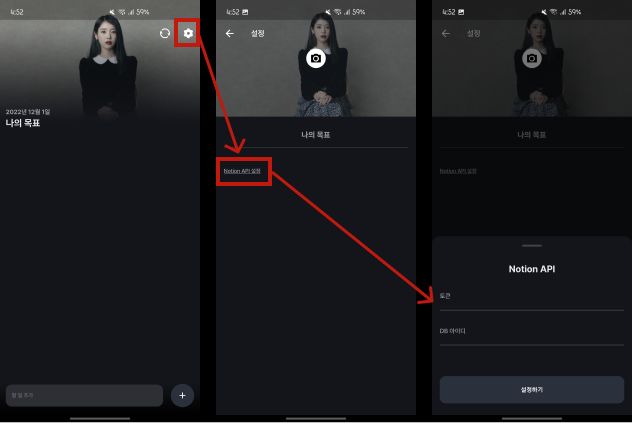 4:52
59%
2022년 12월 1일
나의 목표
할 일 추가
4:52
59%
설정
나의 목표
Notion API 설정
4:52
59%
설정
나의 목표
Notion API 설정
Notion API
토큰
DB 아이디
설정하기